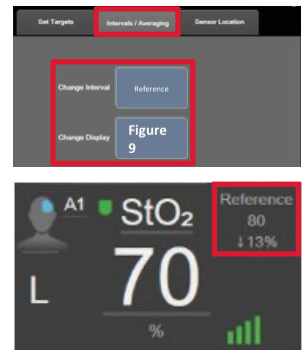 Set Targets Intervals / Averaging Sensor Location
Change Interval Reference
Change Display Figure
9
A1 StO₂ Reference
80
↓13%
L 70
%